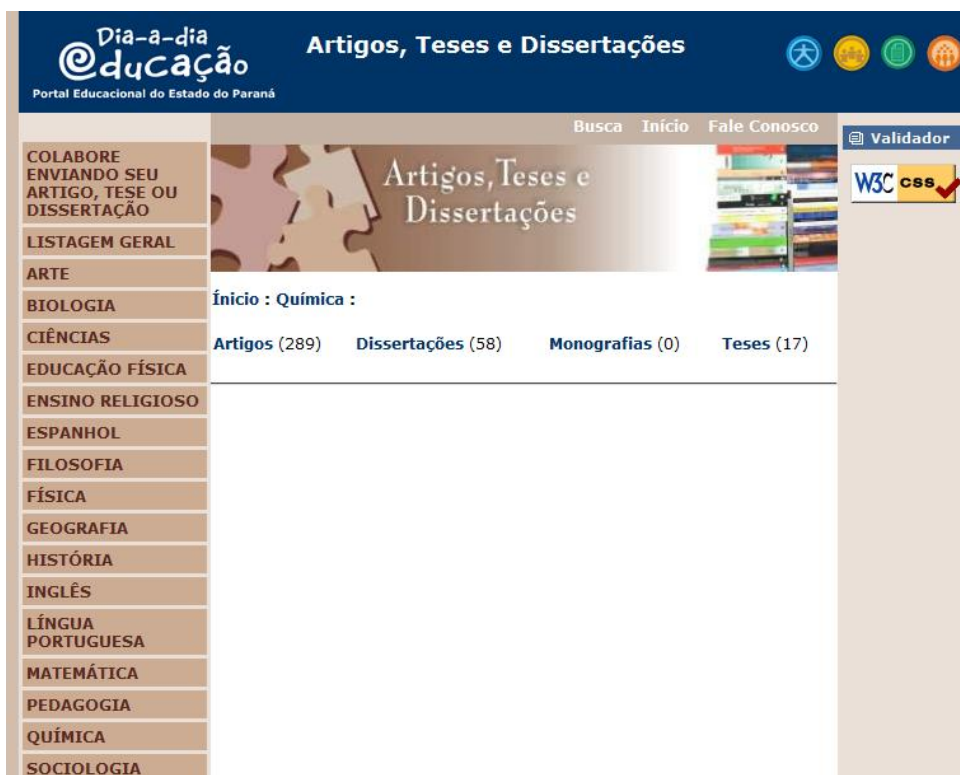 Dia-a-dia
@ducação
Portal Educacional do Estado do Paraná
Artigos, Teses e Dissertações
Busca Início Fale Conosco
COLABORE
ENVIANDO SEU
ARTIGO, TESE OU
DISSERTAÇÃO
LISTAGEM GERAL
ARTE
BIOLOGIA
CIÊNCIAS
EDUCAÇÃO FÍSICA
ENSINO RELIGIOSO
ESPANHOL
FILOSOFIA
FÍSICA
GEOGRAFIA
HISTÓRIA
INGLÊS
LÍNGUA
PORTUGUESA
MATEMÁTICA
PEDAGOGIA
QUÍMICA
SOCIOLOGIA
Artigos, Teses e
Dissertações
Ínicio : Química :
Artigos (289) Dissertações (58) Monografias (0) Teses (17)
Validador
W3C css